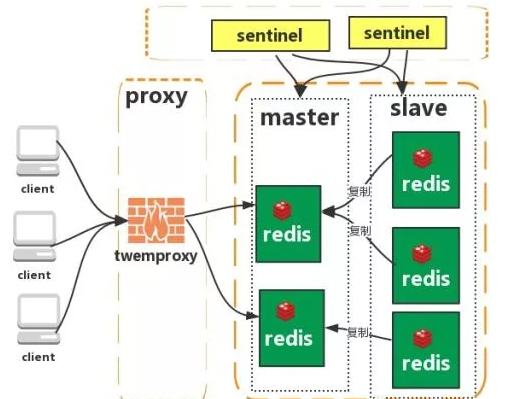 sentinel
sentinel
proxy
master
slave
client
client
client
twemproxy
redis
redis
复制
复制
复制
redis
redis
redis